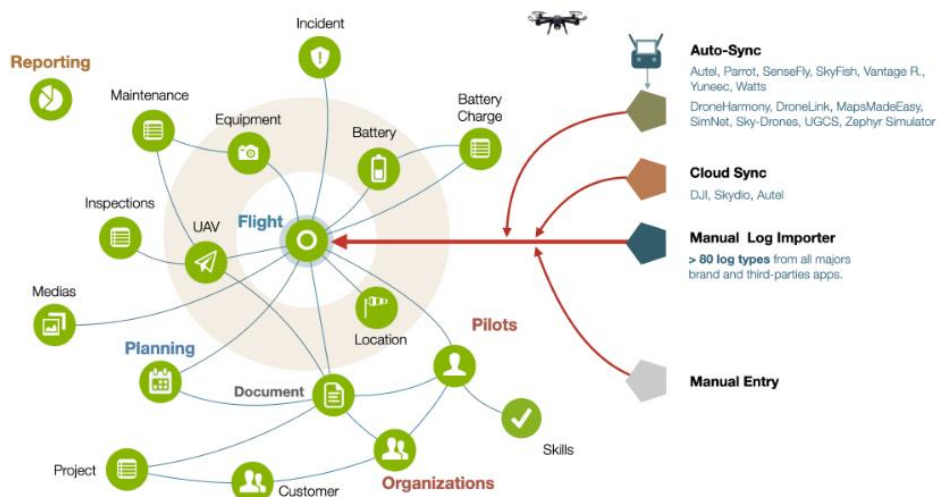 Incident
Reporting
Maintenance
Equipment
Battery
Battery
Charge
Inspections
UAV
Flight
Medias
Location
Planning
Pilots
Document
Skills
Project
Customer
Organizations
Auto-Sync
Autel, Parrot, SenseFly, SkyFish, Vantage R.,
Yuneec, Watts
DroneHarmony, DroneLink, MapsMadeEasy,
SimNet, Sky-Drones, UGCS, Zephyr Simulator
Cloud Sync
DJI, Skydio, Autel
Manual Log Importer
> 80 log types from all majors
brand and third-parties apps.
Manual Entry